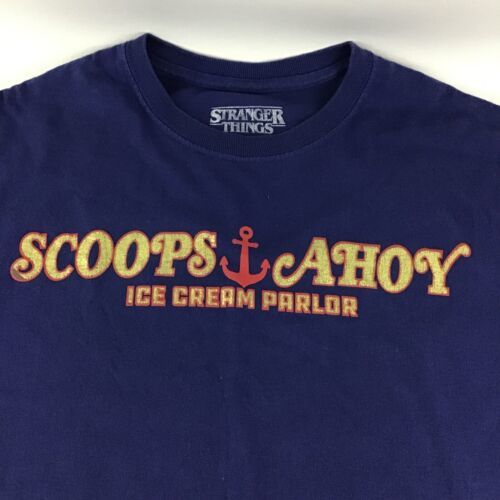 STRANGER
THINGS
SCOOPS AHOY
ICE CREAM PARLOR